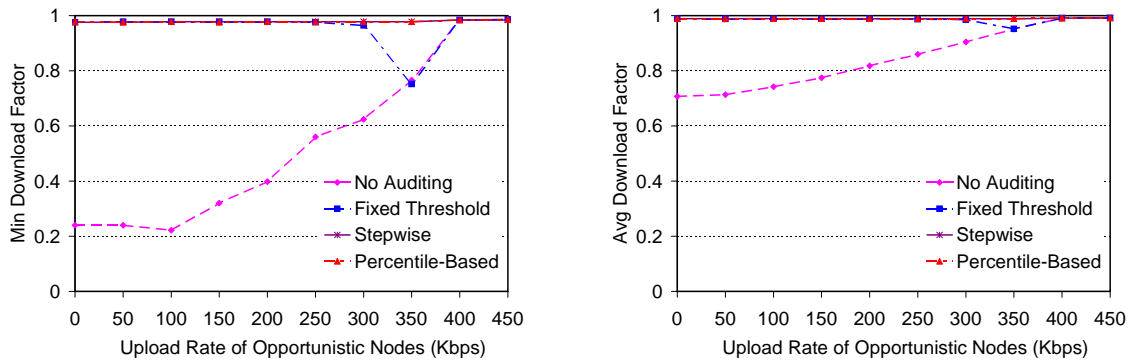 Min Download Factor
1
0.8
0.6
0.4
0.2
0
No Auditing
Fixed Threshold
Stepwise
Percentile-Based
0 50 100 150 200 250 300 350 400 450
Upload Rate of Opportunistic Nodes (Kbps)
Avg Download Factor
1
0.8
0.6
0.4
0.2
0
No Auditing
Fixed Threshold
Stepwise
Percentile-Based
0 50 100 150 200 250 300 350 400 450
Upload Rate of Opportunistic Nodes (Kbps)